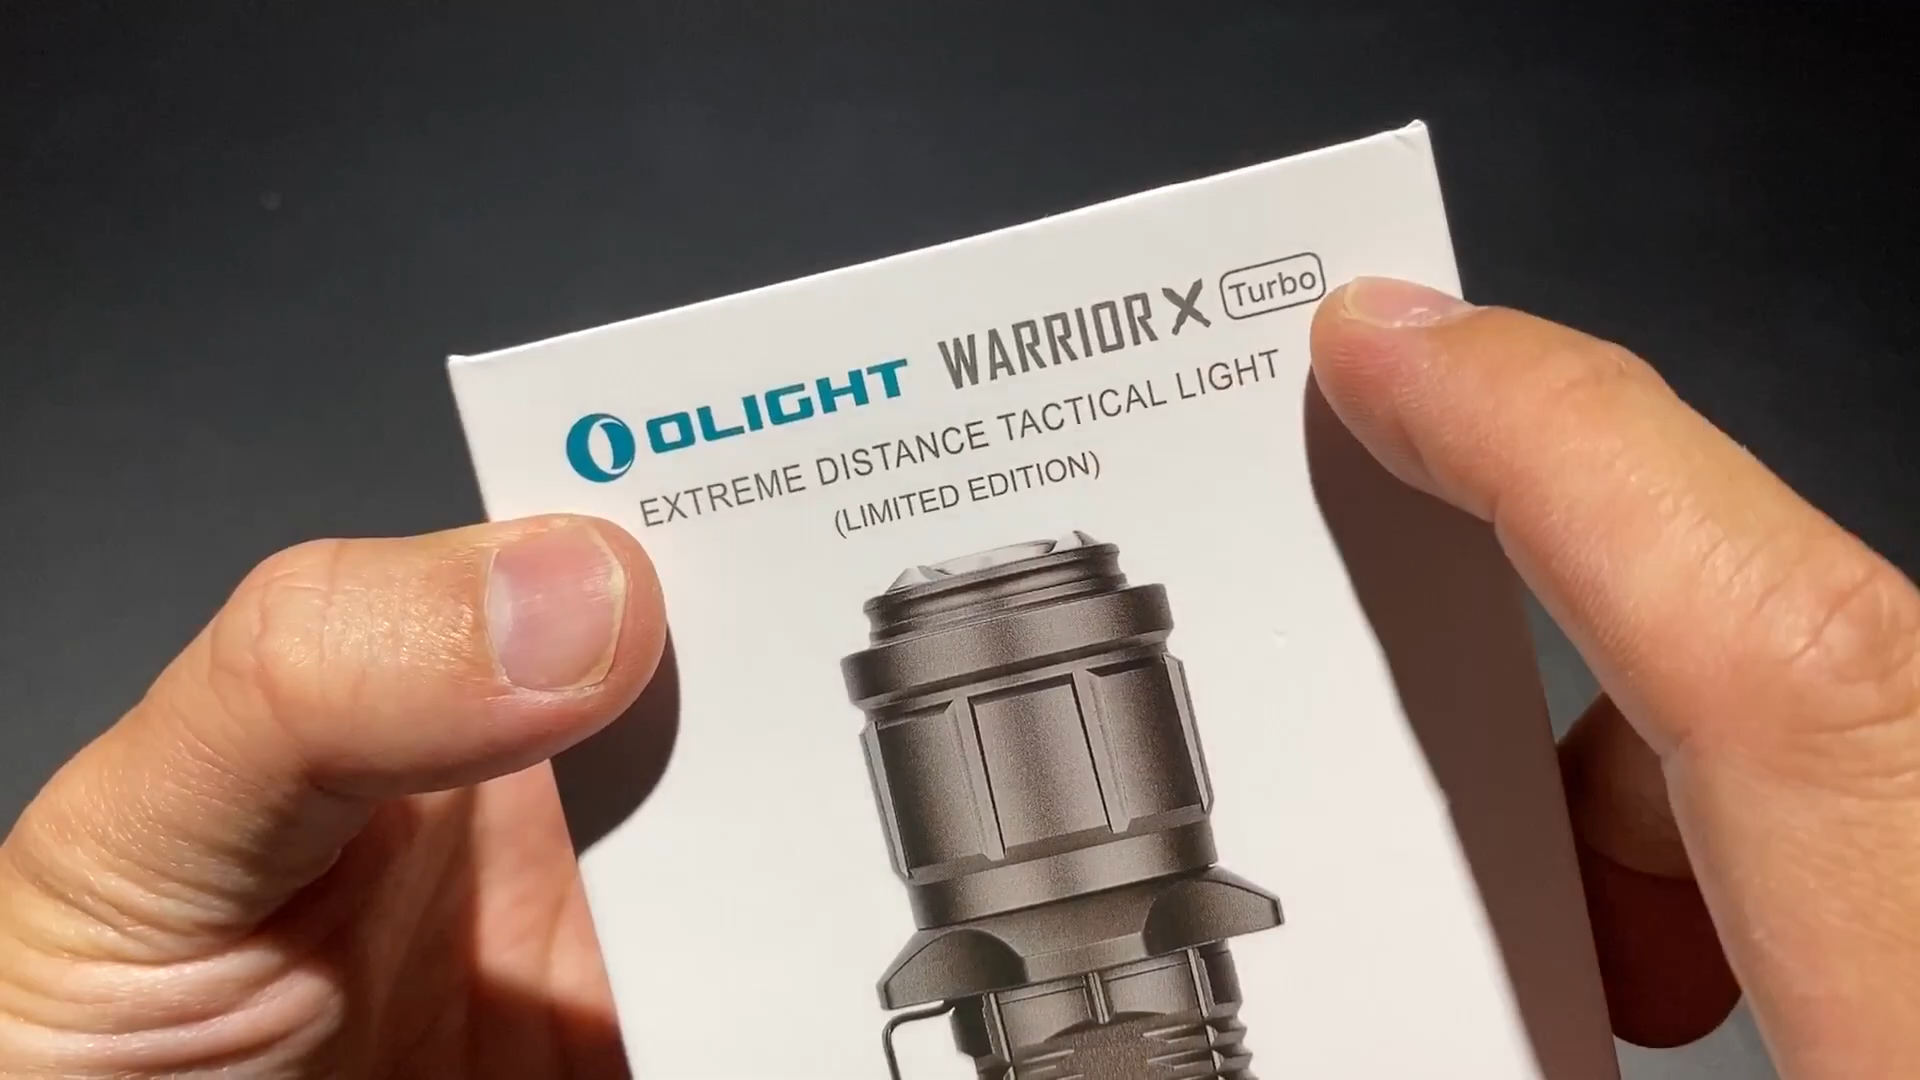 OLIGHT WARRIOR X Turbo
EXTREME DISTANCE TACTICAL LIGHT
(LIMITED EDITION)